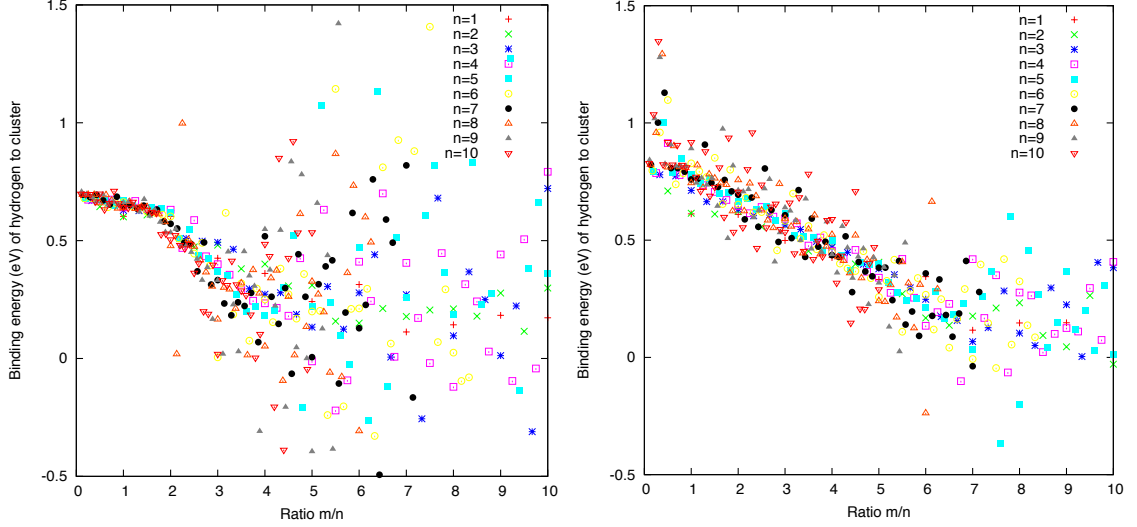 Binding energy (eV) of hydrogen to cluster
1.5
1
0.5
0
-0.5
0 1 2 3 4 5 6 7 8 9 10
Ratio m/n
n=1
n=2
n=3
n=4
n=5
n=6
n=7
n=8
n=9
n=10
Binding energy (eV) of hydrogen to cluster
1.5
1
0.5
0
-0.5
0 1 2 3 4 5 6 7 8 9 10
Ratio m/n
n=1
n=2
n=3
n=4
n=5
n=6
n=7
n=8
n=9
n=10